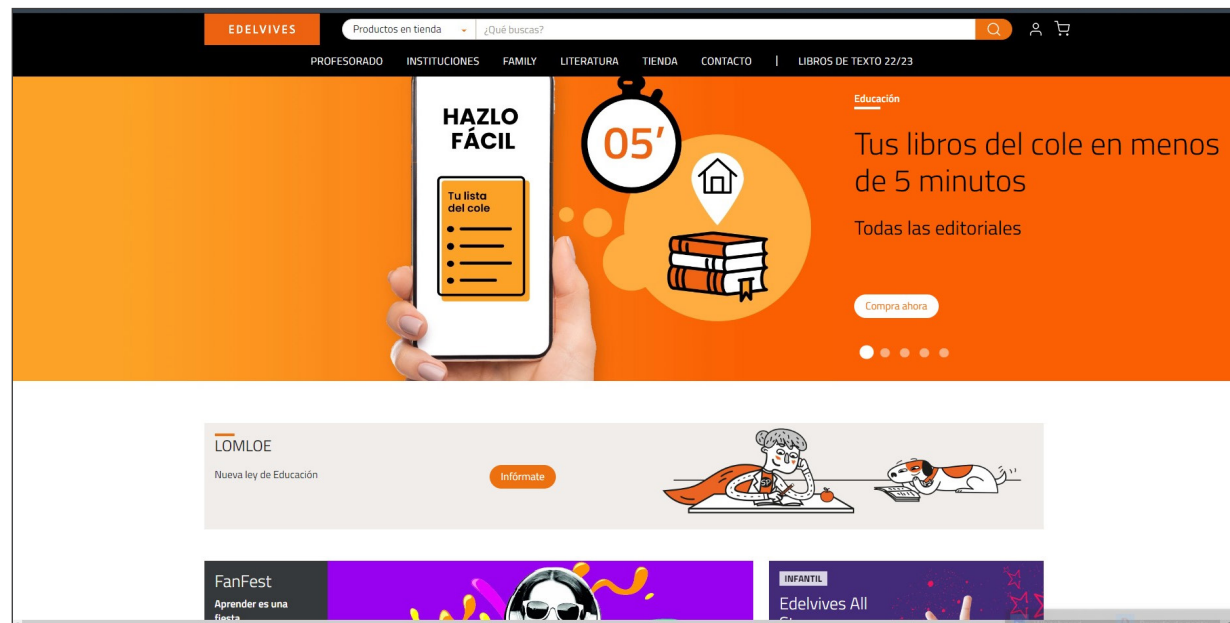 EDELVIVES
Productos en tienda
¿Qué buscas?
PROFESORADO INSTITUCIONES FAMILY LITERATURA TIENDA CONTACTO | LIBROS DE TEXTO 22/23
HAZLO
FÁCIL
Tu lista
del cole
05'
Educación
Tus libros del cole en menos
de 5 minutos
Todas las editoriales
Compra ahora
LOMLOE
Nueva ley de Educación
Infórmate
FanFest
Aprender es una
fiesta
INFANTIL
Edelvives All